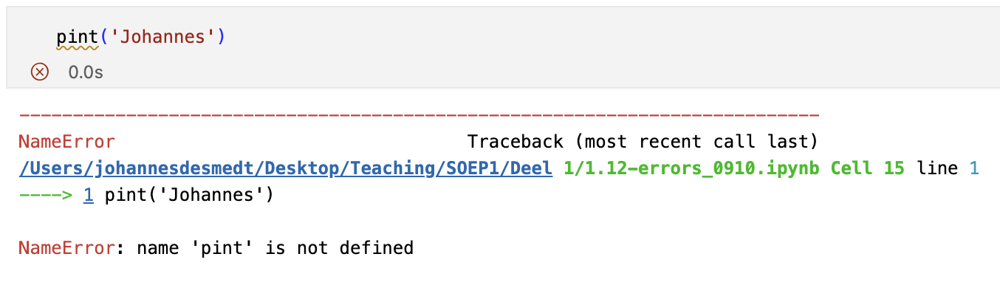 pint('Johannes')
0.0s
---------------------------------------------------------------------------
NameError                                 Traceback (most recent call last)
/Users/johannesdesmedt/Desktop/Teaching/SOEP1/Deel 1/1.12-errors_0910.ipynb Cell 15 line 1
----> 1 pint('Johannes')
NameError: name 'pint' is not defined